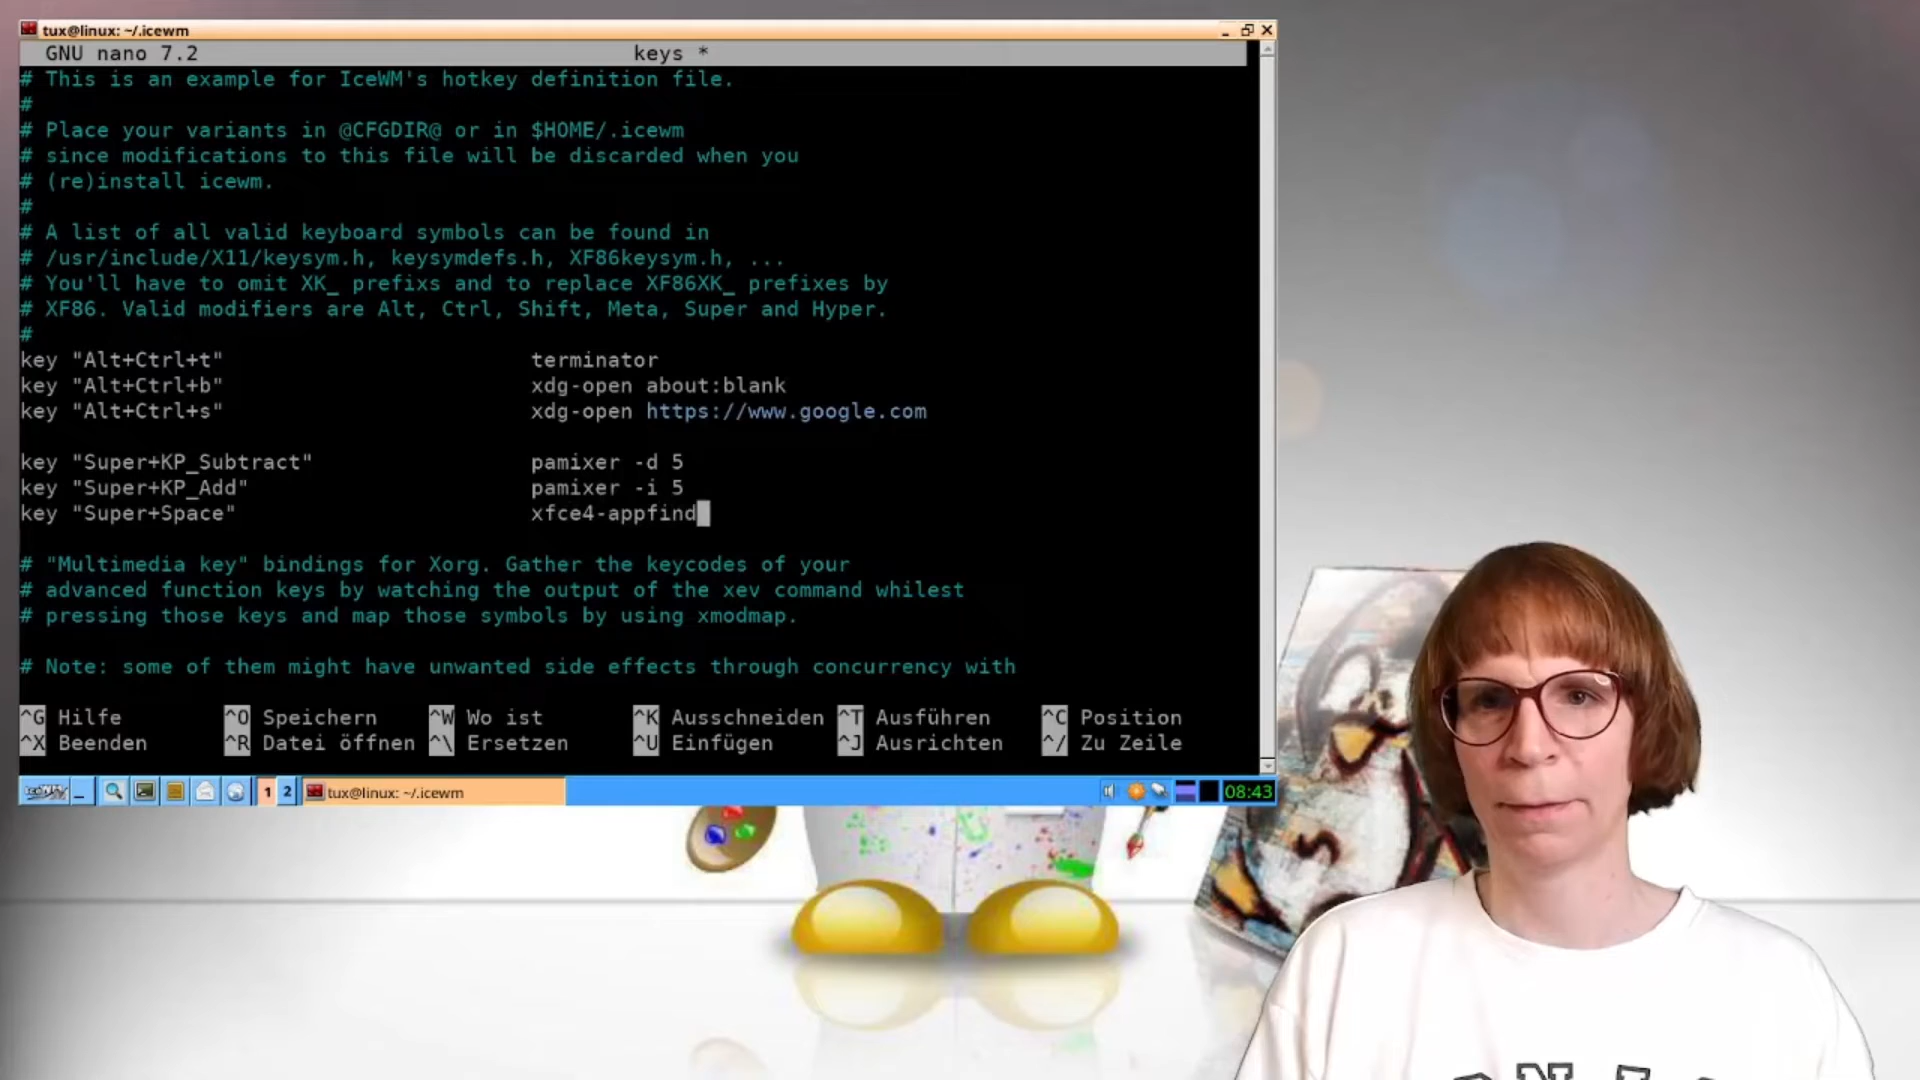 tux@linux: ~/.icewm
GNU nano 7.2 keys *
# This is an example for IceWM's hotkey definition file.
#
# Place your variants in @CFGDIR@ or in $HOME/.icewm
# since modifications to this file will be discarded when you
# (re)install icewm.
#
# A list of all valid keyboard symbols can be found in
# /usr/include/X11/keysym.h, keysymdefs.h, XF86keysym.h, ...
# You'll have to omit XK_ prefixs and to replace XF86XK_ prefixes by
# XF86. Valid modifiers are Alt, Ctrl, Shift, Meta, Super and Hyper.
#
key "Alt+Ctrl+t" terminator
key "Alt+Ctrl+b" xdg-open about:blank
key "Alt+Ctrl+s" xdg-open https://www.google.com
key "Super+KP_Subtract" pamixer -d 5
key "Super+KP_Add" pamixer -i 5
key "Super+Space" xfce4-appfind
# "Multimedia key" bindings for Xorg. Gather the keycodes of your
# advanced function keys by watching the output of the xev command whilest
# pressing those keys and map those symbols by using xmodmap.
# Note: some of them might have unwanted side effects through concurrency with
^G Hilfe ^O Speichern ^W Wo ist ^K Ausschneiden ^T Ausführen ^C Position
^X Beenden ^R Datei öffnen ^\ Ersetzen ^U Einfügen ^J Ausrichten ^/ Zu Zeile
1 2 tux@linux: ~/.icewm 08:43